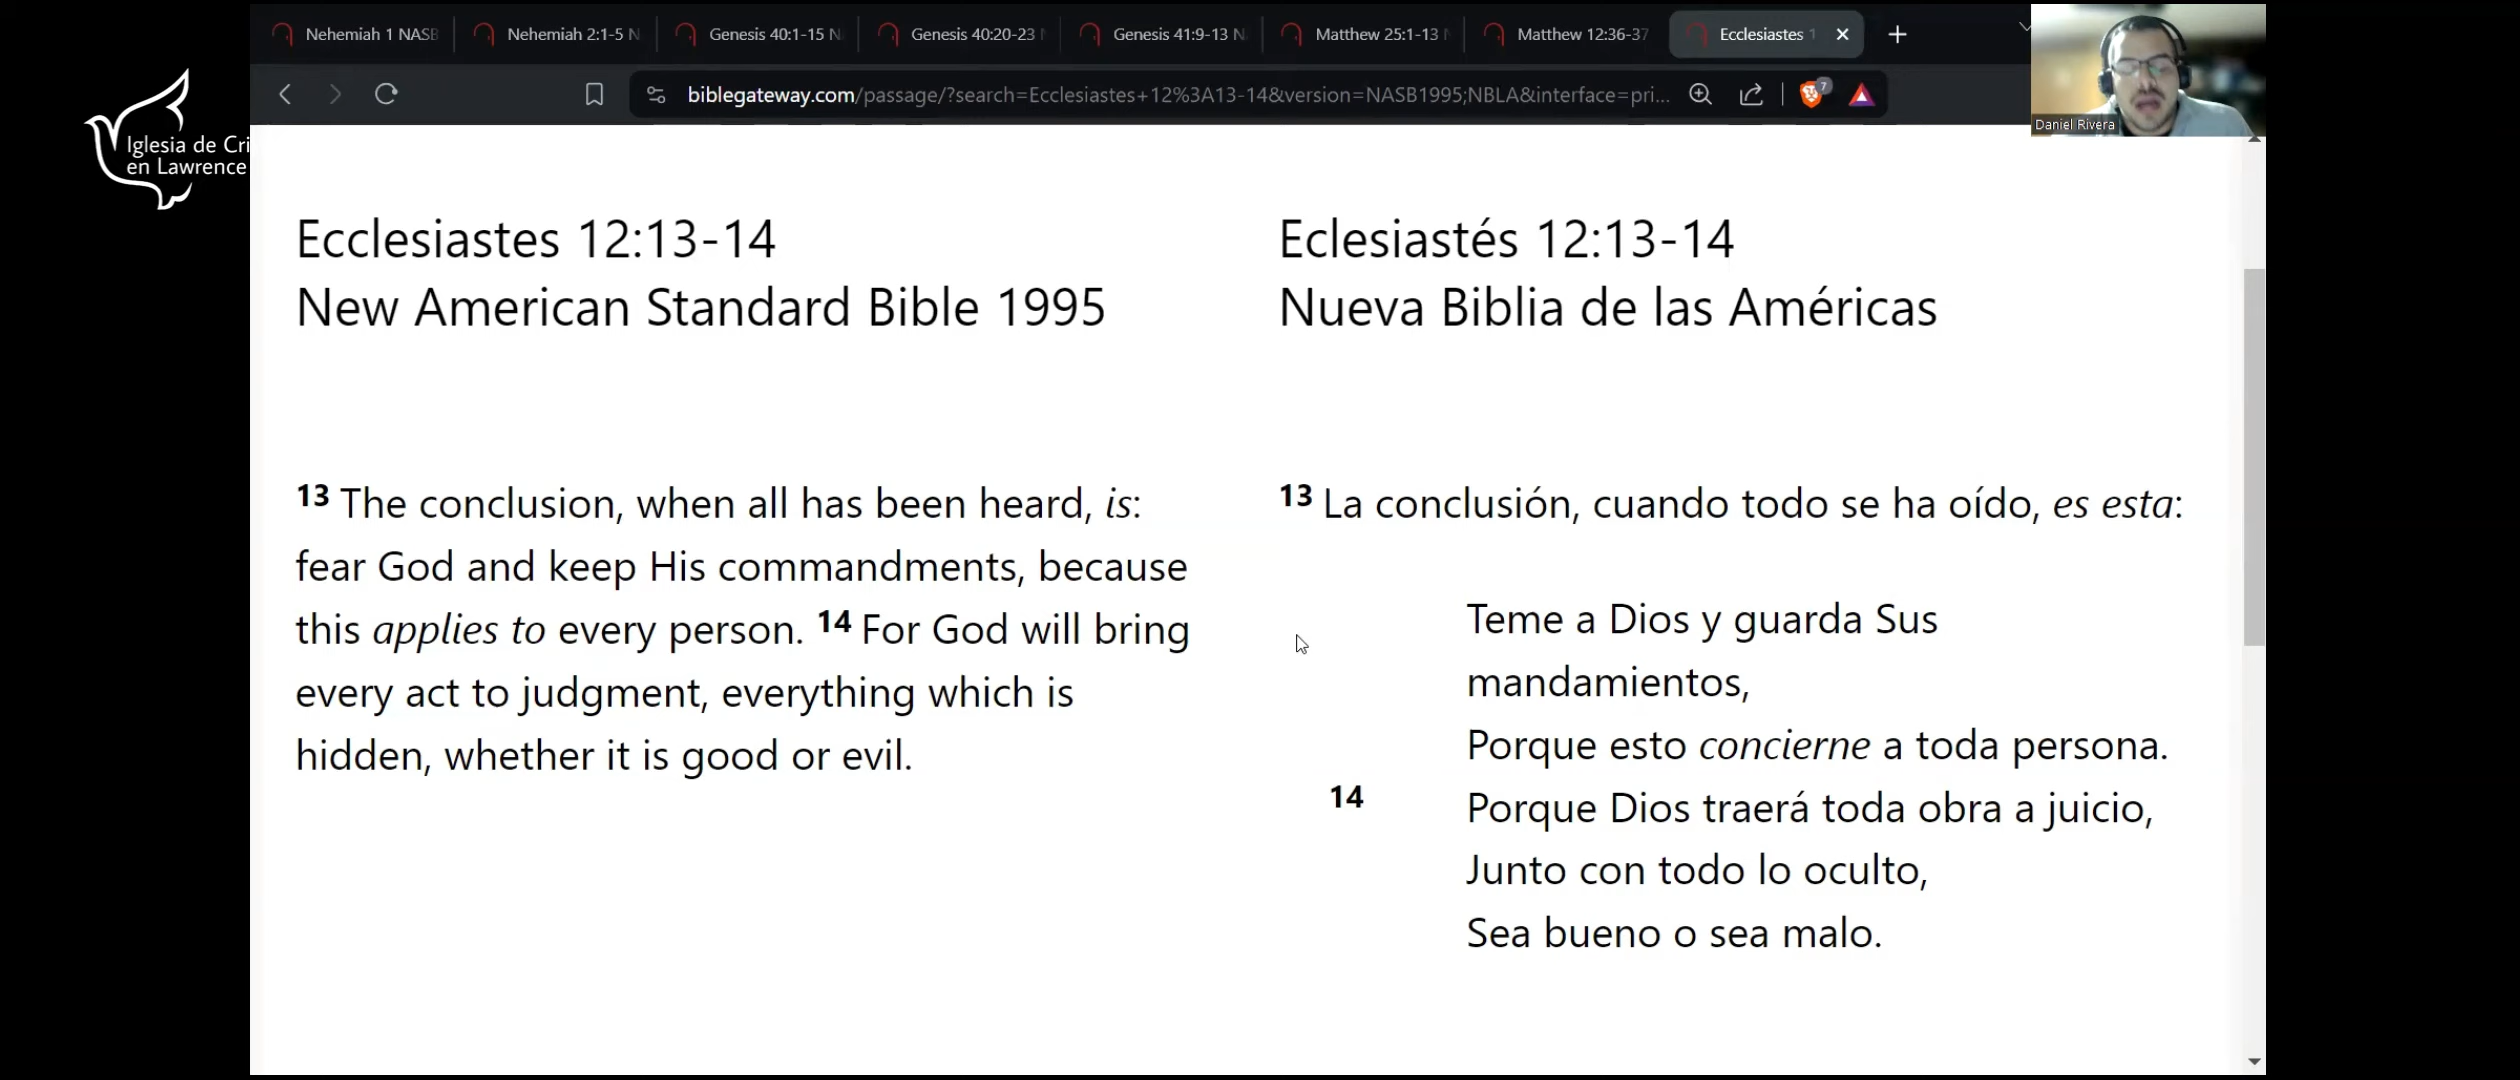 Nehemiah 1 NASB
Nehemiah 2:1-5 N
Genesis 40:1-15 N
Genesis 40:20-23
Genesis 41:9-13 N
Matthew 25:1-13
Matthew 12:36-37
Ecclesiastes 1
biblegateway.com/passage/?search=Ecclesiastes+12%3A13-14&version=NASB1995;NBLA&interface=pri...
7
Daniel Rivera
Iglesia de Cri
en Lawrence
Ecclesiastes 12:13-14
New American Standard Bible 1995
13 The conclusion, when all has been heard, is:
fear God and keep His commandments, because
this applies to every person. 14 For God will bring
every act to judgment, everything which is
hidden, whether it is good or evil.
Eclesiastés 12:13-14
Nueva Biblia de las Américas
13 La conclusión, cuando todo se ha oído, es esta:
Teme a Dios y guarda Sus
mandamientos,
Porque esto concierne a toda persona.
14 Porque Dios traerá toda obra a juicio,
Junto con todo lo oculto,
Sea bueno o sea malo.